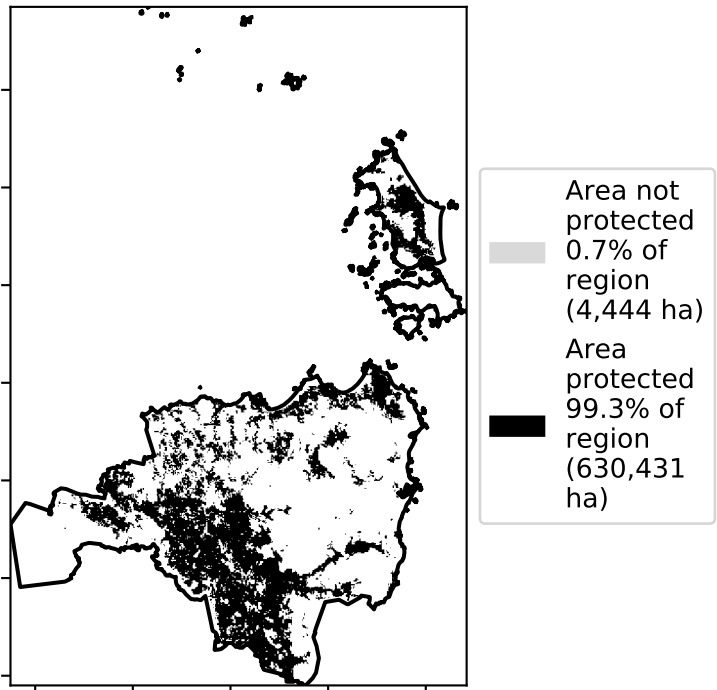 Area not
protected
0.7% of
region
(4,444 ha)
Area
protected
99.3% of
region
(630,431
ha)